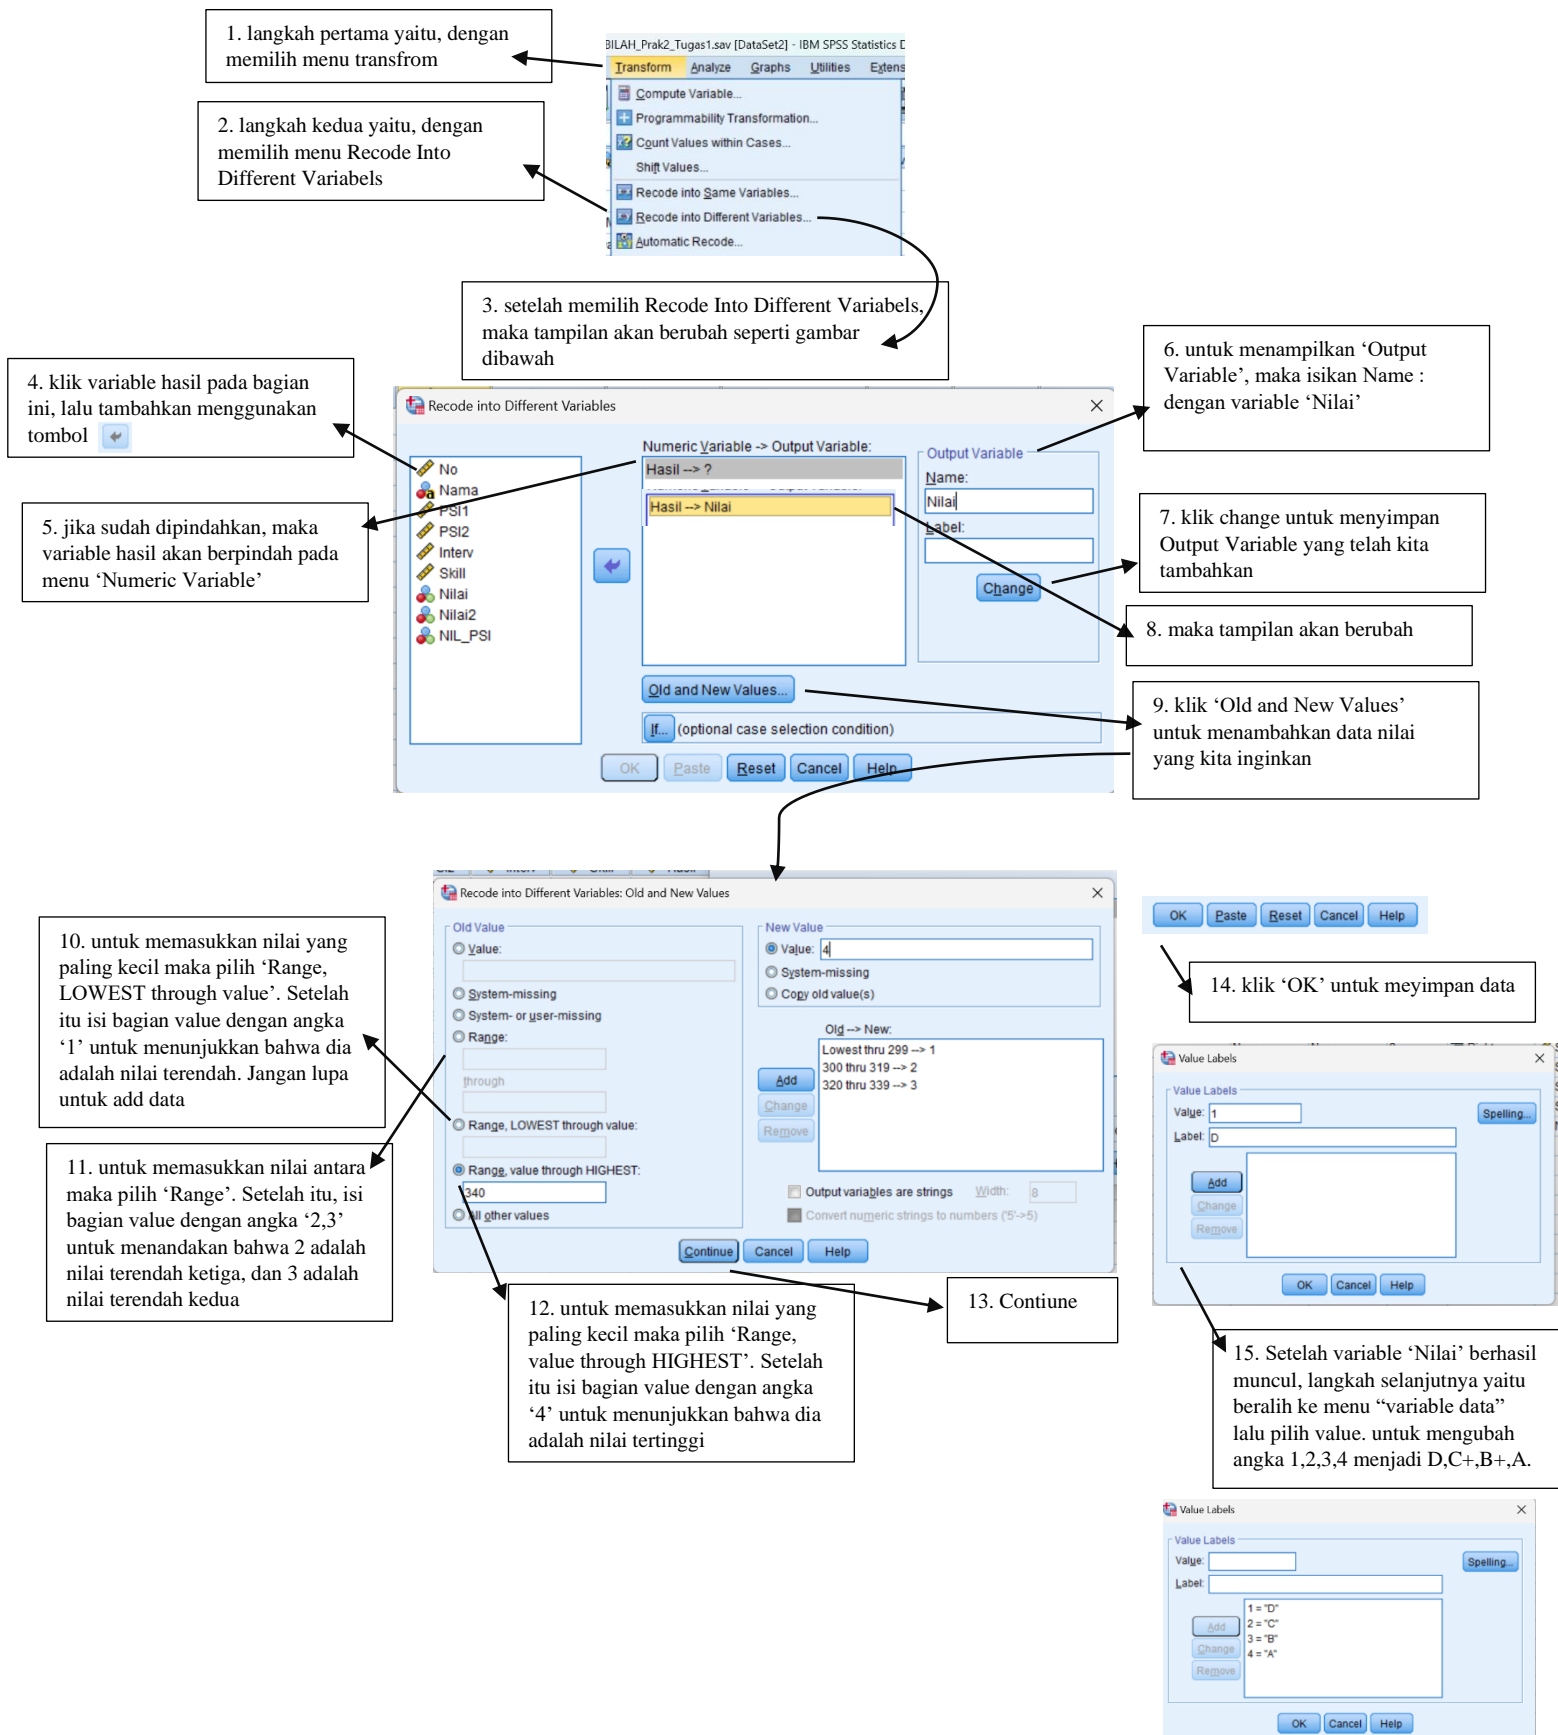 1. langkah pertama yaitu, dengan
memilih menu transfrom
BILAH_Prak2_Tugas1.sav [DataSet2] - IBM SPSS Statistics D
Transform Analyze Graphs Utilities Extens
Compute Variable...
Programmability Transformation...
Count Values within Cases...
Shift Values...
Recode into Same Variables...
Recode into Different Variables...
Automatic Recode...
2. langkah kedua yaitu, dengan
memilih menu Recode Into
Different Variabels
3. setelah memilih Recode Into Different Variabels,
maka tampilan akan berubah seperti gambar
dibawah
4. klik variable hasil pada bagian
ini, lalu tambahkan menggunakan
tombol
5. jika sudah dipindahkan, maka
variable hasil akan berpindah pada
menu ‘Numeric Variable’
Recode into Different Variables
No
Nama
PSI1
PSI2
Interv
Skill
Nilai
Nilai2
NIL_PSI
Numeric Variable -> Output Variable:
Hasil --> ?
Hasil --> Nilai
Output Variable
Name:
Nilai
Label:
Change
Old and New Values...
If... (optional case selection condition)
OK Paste Reset Cancel Help
6. untuk menampilkan ‘Output
Variable’, maka isikan Name :
dengan variable ‘Nilai’
7. klik change untuk menyimpan
Output Variable yang telah kita
tambahkan
8. maka tampilan akan berubah
9. klik ‘Old and New Values’
untuk menambahkan data nilai
yang kita inginkan
10. untuk memasukkan nilai yang
paling kecil maka pilih ‘Range,
LOWEST through value’. Setelah
itu isi bagian value dengan angka
‘1’ untuk menunjukkan bahwa dia
adalah nilai terendah. Jangan lupa
untuk add data
11. untuk memasukkan nilai antara
maka pilih ‘Range’. Setelah itu, isi
bagian value dengan angka ‘2,3’
untuk menandakan bahwa 2 adalah
nilai terendah ketiga, dan 3 adalah
nilai terendah kedua
Recode into Different Variables: Old and New Values
Old Value
Value:
System-missing
System- or user-missing
Range:
through
Range, LOWEST through value:
Range, value through HIGHEST:
340
All other values
New Value
Value: 4
System-missing
Copy old value(s)
Old --> New:
Lowest thru 299 --> 1
300 thru 319 --> 2
320 thru 339 --> 3
Add
Change
Remove
Output variables are strings Width: 8
Convert numeric strings to numbers ('5'->5)
Continue Cancel Help
12. untuk memasukkan nilai yang
paling kecil maka pilih ‘Range,
value through HIGHEST’. Setelah
itu isi bagian value dengan angka
‘4’ untuk menunjukkan bahwa dia
adalah nilai tertinggi
13. Contiune
OK Paste Reset Cancel Help
14. klik ‘OK’ untuk meyimpan data
Value Labels
Value Labels
Value: 1
Spelling...
Label: D
Add
Change
Remove
OK Cancel Help
15. Setelah variable ‘Nilai’ berhasil
muncul, langkah selanjutnya yaitu
beralih ke menu “variable data”
lalu pilih value. untuk mengubah
angka 1,2,3,4 menjadi D,C+,B+,A.
Value Labels
Value Labels
Value:
Spelling...
Label:
Add
Change
Remove
1 = "D"
2 = "C"
3 = "B"
4 = "A"
OK Cancel Help